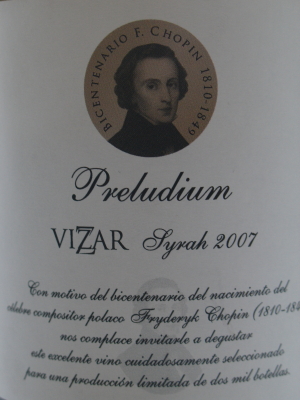 BICENTENARIO F. CHOPIN 1810-1849
Preludium
VIZAR Syrah 2007
Con motivo del bicentenario del nacimiento del
célebre compositor polaco Fryderyk Chopin (1810-184
nos complace invitarle a degustar
este excelente vino cuidadosamente seleccionado
para una producción limitada de dos mil botellas.